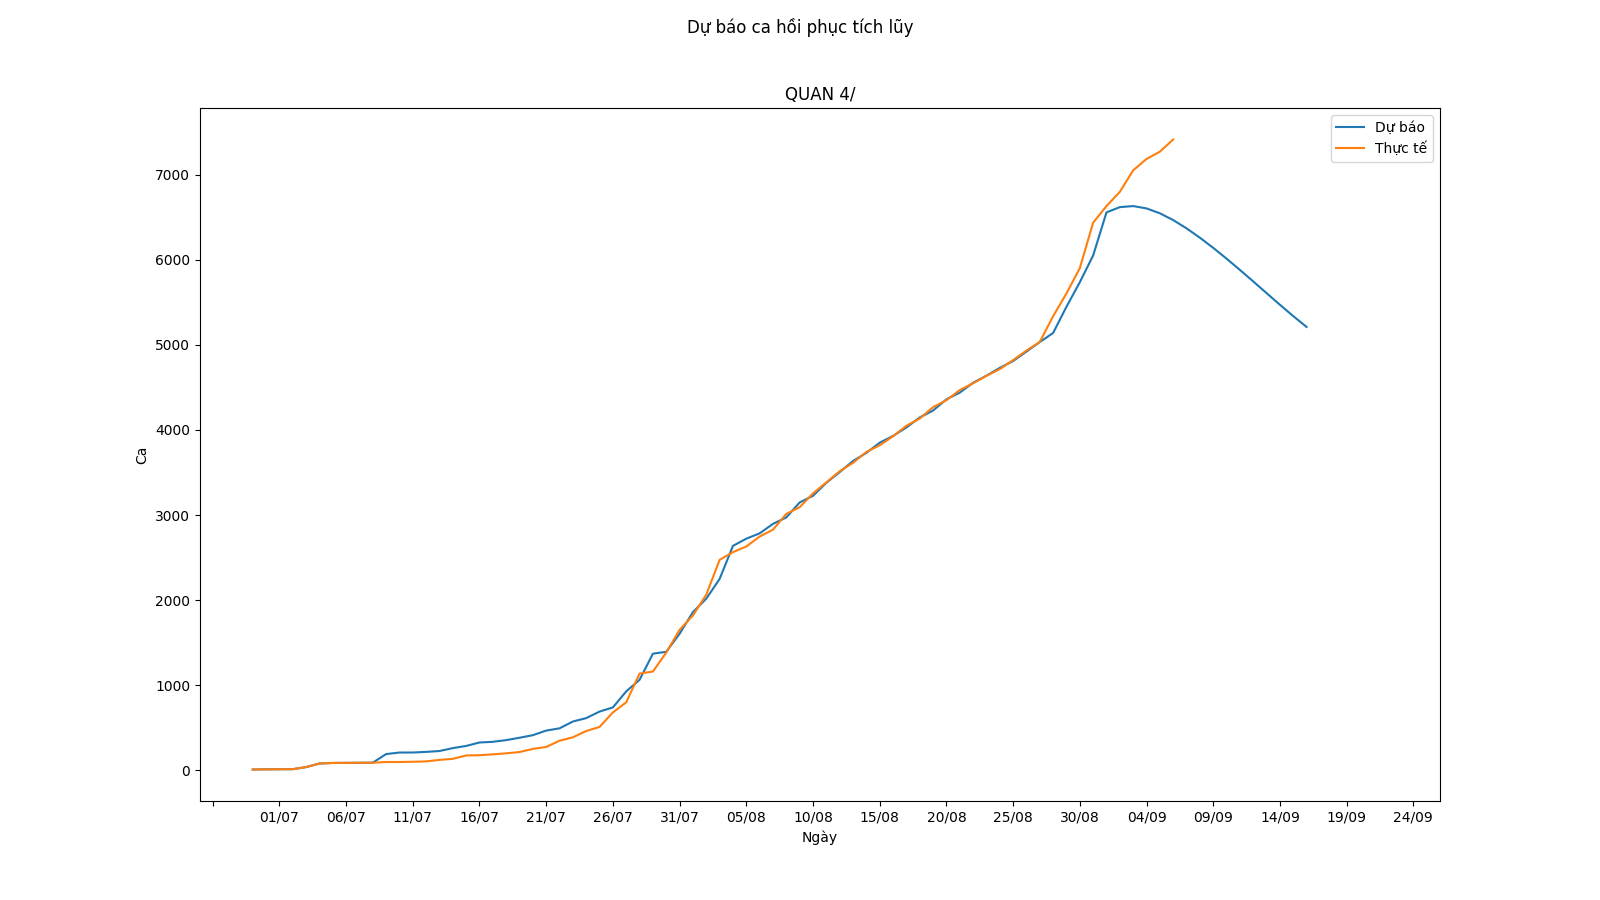 Dự báo ca hồi phục tích lũy
QUAN 4/
Dự báo
Thực tế
7000
6000
5000
4000
3000
2000
1000
0
Ca
01/07 06/07 11/07 16/07 21/07 26/07 31/07 05/08 10/08 15/08 20/08 25/08 30/08 04/09 09/09 14/09 19/09 24/09
Ngày